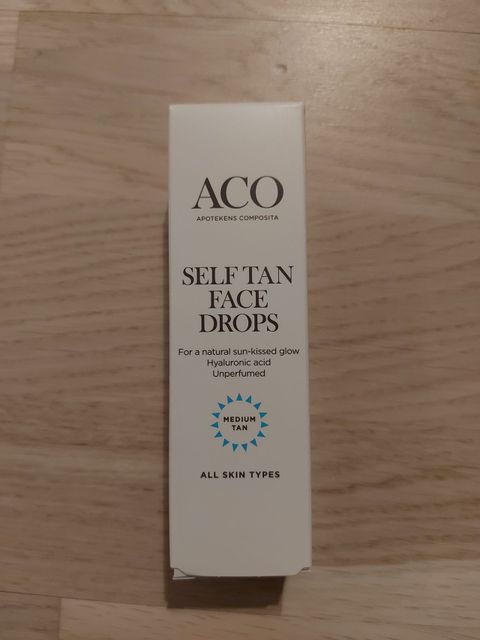 ACO
APOTEKENS COMPOSITA
SELF TAN
FACE
DROPS
For a natural sun-kissed glow
Hyaluronic acid
Unperfumed
MEDIUM
TAN
ALL SKIN TYPES